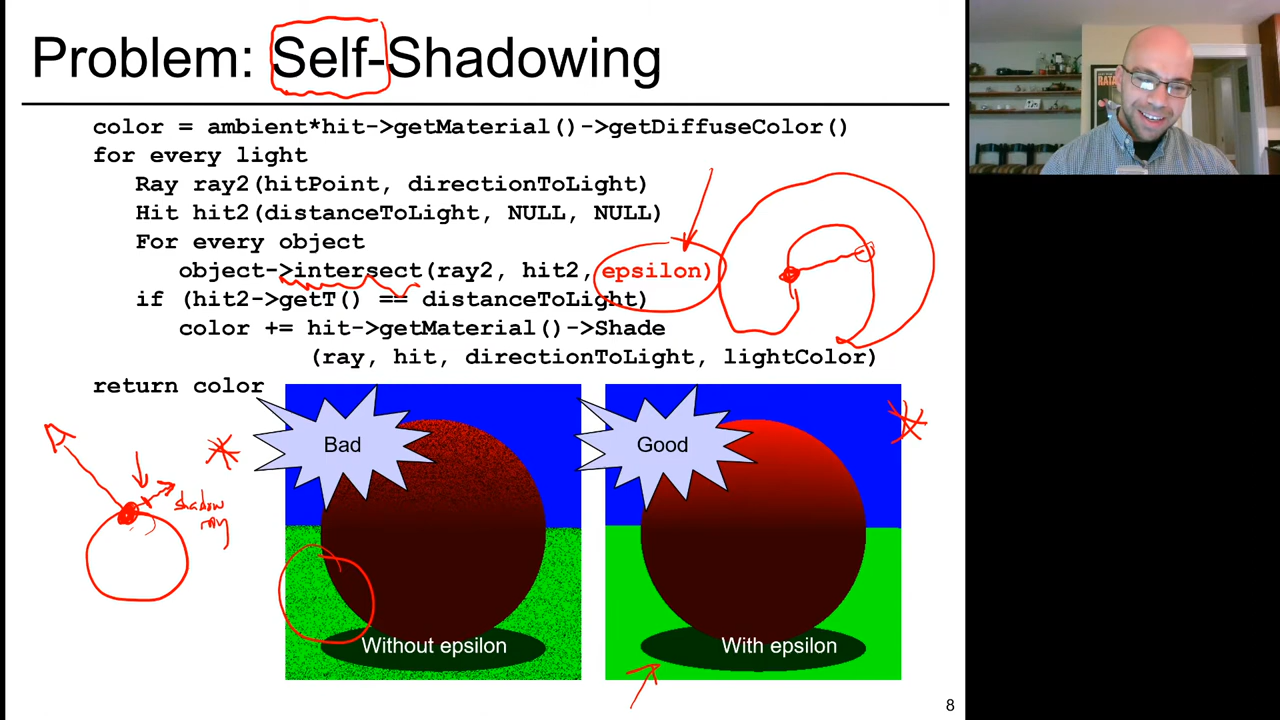 Problem: Self-Shadowing
color = ambient*hit->getMaterial()->getDiffuseColor()
for every light
Ray ray2(hitPoint, directionToLight)
Hit hit2(distanceToLight, NULL, NULL)
For every object
object->intersect(ray2, hit2, epsilon)
if (hit2->getT() == distanceToLight)
color += hit->getMaterial()->Shade
(ray, hit, directionToLight, lightColor)
return color
Bad
Good
shadow
ray
Without epsilon
With epsilon
8
RATA